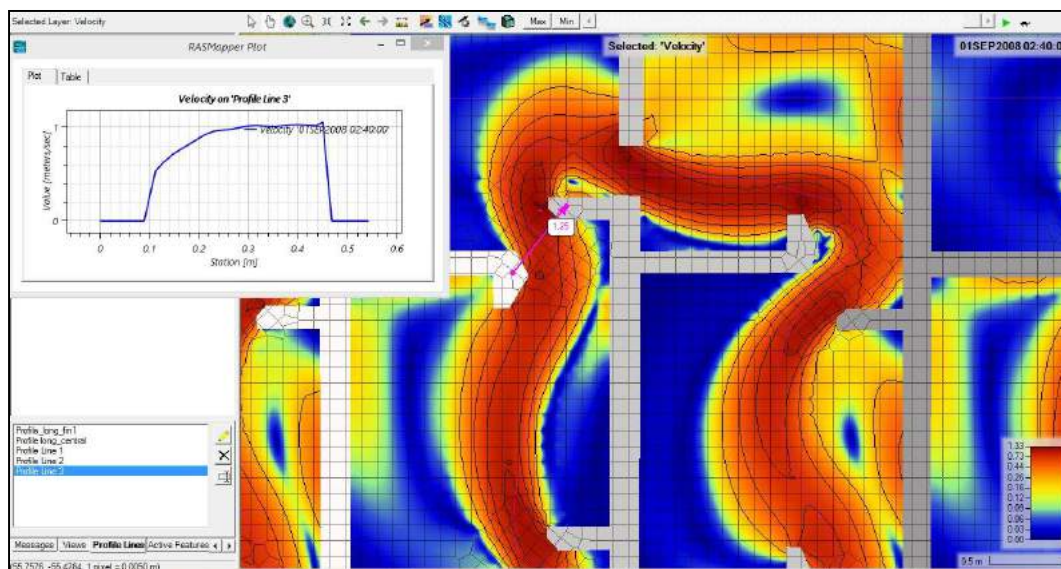 Selected Layer: Velocity
Max
Min
RASMapper Plot
Plot
Table
Velocity on 'Profile Line 3'
Velocity '01SEP2008 02:40:00'
Value [meters/sec]
1
0
0
0.1
0.2
0.3
0.4
0.5
0.6
Station [m]
Selected: 'Velocity'
01SEP2008 02:40:0
1.25
Profile_long_fin1
Profile long_central
Profile Line 1
Profile Line 2
Profile Line 3
Messages
Views
Profile Lines
Active Features
1.33
0.73
0.44
0.26
0.16
0.12
0.09
0.06
0.03
0.00
0.5 m
1 pixel = 0.0050 m